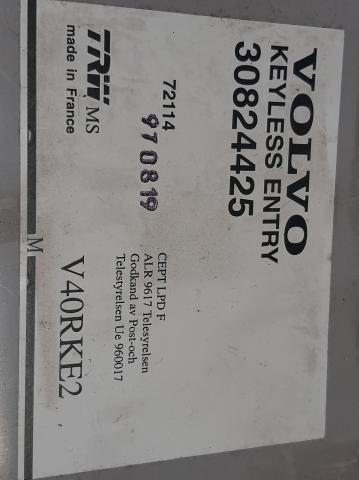 VOLVO
KEYLESS ENTRY
30824425
72114
970819
TRW MS
made in France
CEPT LPD F
ALR 9617 Telesyrelsen
Godkand av Post-och
Telestyrelsen Ue 960017
M
V40RKE2